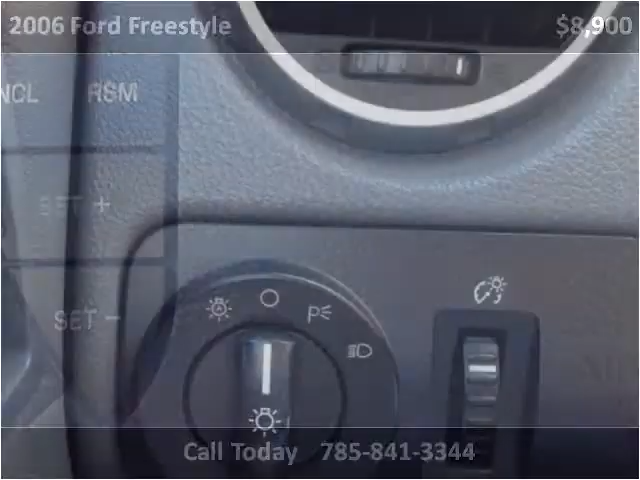 2006 Ford Freestyle
$8,900
NCL
RSM
SET +
SET -
P
Call Today 785-841-3344